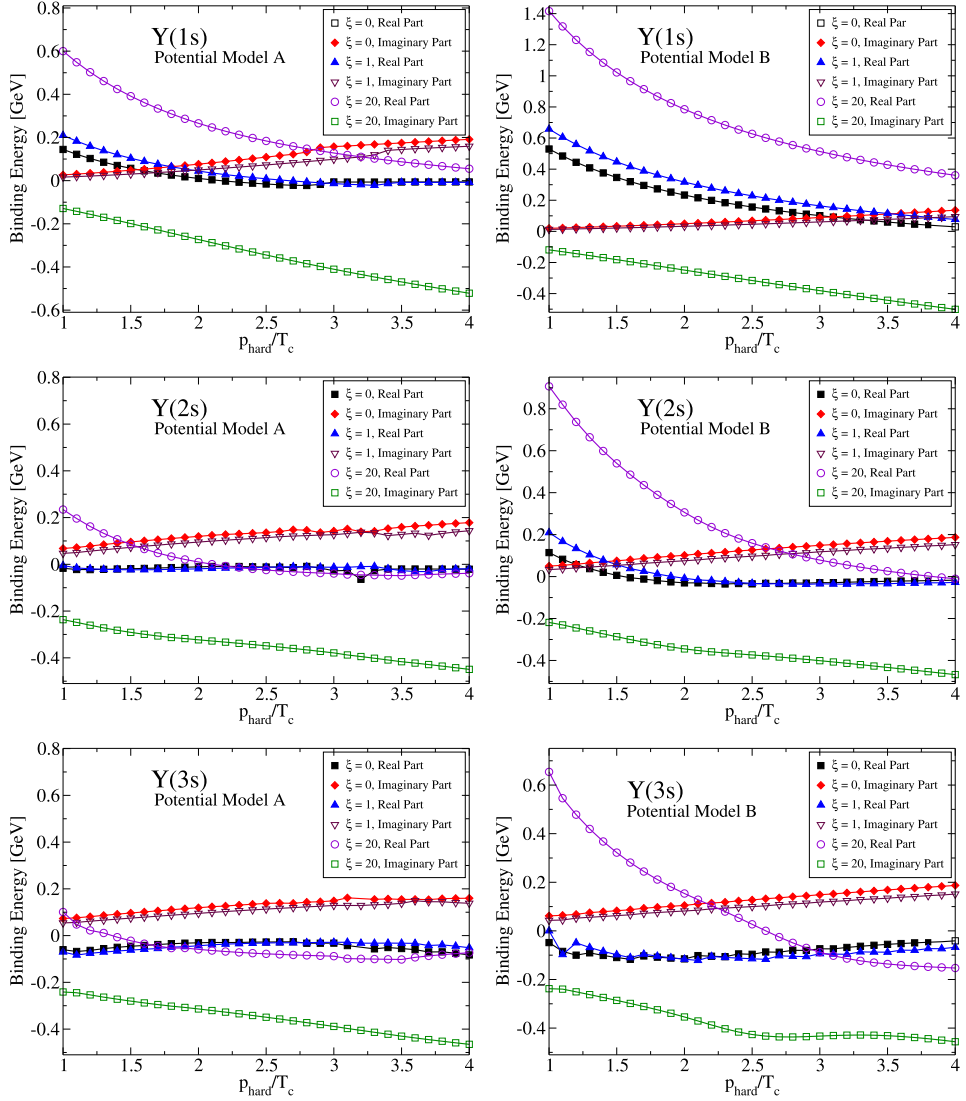 Υ(1s)
Potential Model A
ξ = 0, Real Part
ξ = 0, Imaginary Part
ξ = 1, Real Part
ξ = 1, Imaginary Part
ξ = 20, Real Part
ξ = 20, Imaginary Part
Binding Energy [GeV]
0.8
0.6
0.4
0.2
0
-0.2
-0.4
-0.6
1 1.5 2 2.5 3 3.5 4
p_hard/T_c
Υ(1s)
Potential Model B
ξ = 0, Real Par
ξ = 0, Imaginary Part
ξ = 1, Real Part
ξ = 1, Imaginary Part
ξ = 20, Real Part
ξ = 20, Imaginary Part
Binding Energy [GeV]
1.4
1.2
1
0.8
0.6
0.4
0.2
0
-0.2
-0.4
1 1.5 2 2.5 3 3.5 4
p_hard/T_c
Υ(2s)
Potential Model A
ξ = 0, Real Part
ξ = 0, Imaginary Part
ξ = 1, Real Part
ξ = 1, Imaginary Part
ξ = 20, Real Part
ξ = 20, Imaginary Part
Binding Energy [GeV]
0.8
0.6
0.4
0.2
0
-0.2
-0.4
1 1.5 2 2.5 3 3.5 4
p_hard/T_c
Υ(2s)
Potential Model B
ξ = 0, Real Part
ξ = 0, Imaginary Part
ξ = 1, Real Part
ξ = 1, Imaginary Part
ξ = 20, Real Part
ξ = 20, Imaginary Part
Binding Energy [GeV]
0.8
0.6
0.4
0.2
0
-0.2
-0.4
1 1.5 2 2.5 3 3.5 4
p_hard/T_c
Υ(3s)
Potential Model A
ξ = 0, Real Part
ξ = 0, Imaginary Part
ξ = 1, Real Part
ξ = 1, Imaginary Part
ξ = 20, Real Part
ξ = 20, Imaginary Part
Binding Energy [GeV]
0.8
0.6
0.4
0.2
0
-0.2
-0.4
1 1.5 2 2.5 3 3.5 4
p_hard/T_c
Υ(3s)
Potential Model B
ξ = 0, Real Part
ξ = 0, Imaginary Part
ξ = 1, Real Part
ξ = 1, Imaginary Part
ξ = 20, Real Part
ξ = 20, Imaginary Part
Binding Energy [GeV]
0.6
0.4
0.2
0
-0.2
-0.4
1 1.5 2 2.5 3 3.5 4
p_hard/T_c